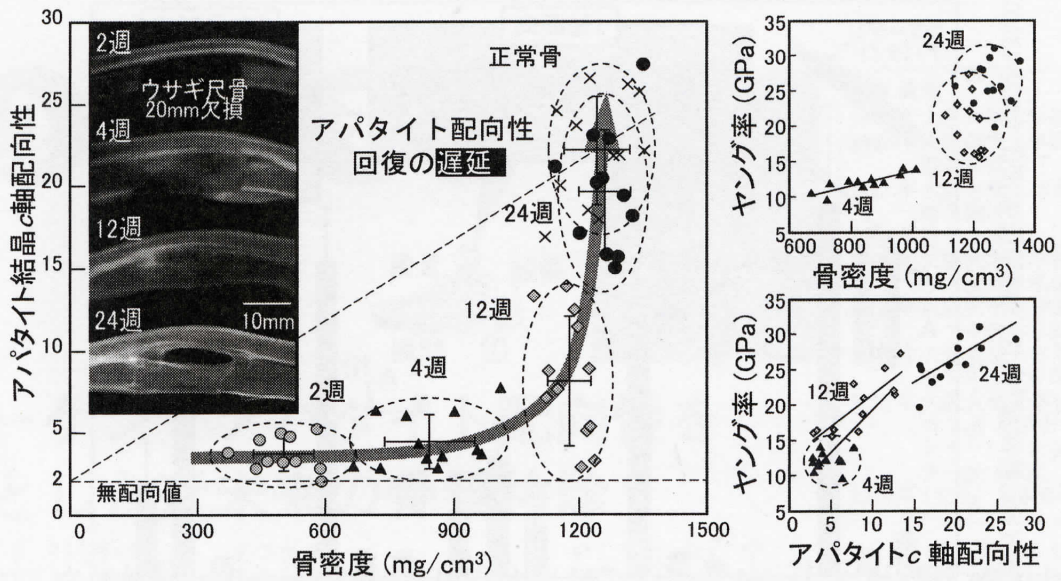 アパタイト結晶c軸配向性
30
25
20
15
10
5
2
0
2週
ウサギ尺骨
20mm欠損
4週
12週
24週
10mm
正常骨
アパタイト配向性
回復の遅延
24週
12週
4週
2週
無配向値
0
300
600
900
1200
1500
骨密度 (mg/cm³)
ヤング率 (GPa)
35
30
25
20
15
10
5
24週
12週
4週
600
800
1000
1200
1400
骨密度 (mg/cm³)
ヤング率 (GPa)
35
30
25
20
15
10
5
12週
24週
4週
0
5
10
15
20
25
30
アパタイトc軸配向性